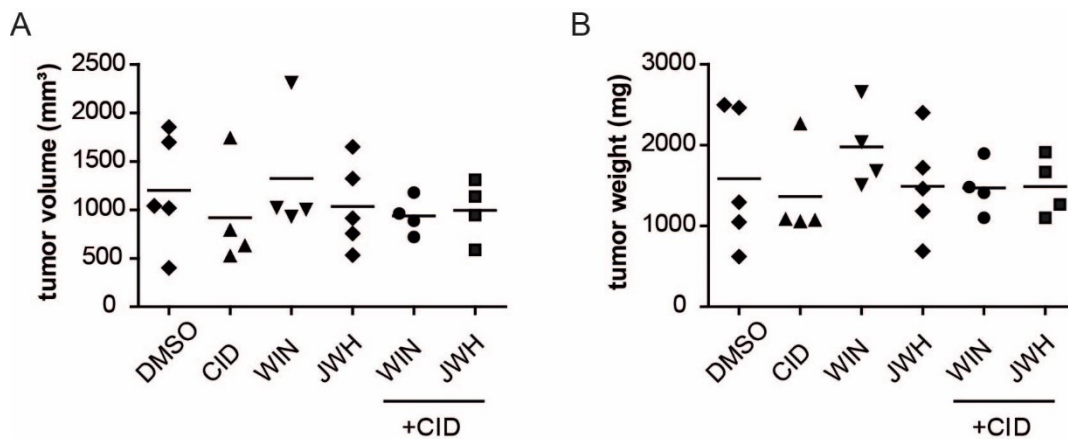 A
tumor volume (mm³)
2500
2000
1500
1000
500
0
DMSO
CID
WIN
JWH
WIN
JWH
+CID
B
tumor weight (mg)
3000
2000
1000
0
DMSO
CID
WIN
JWH
WIN
JWH
+CID